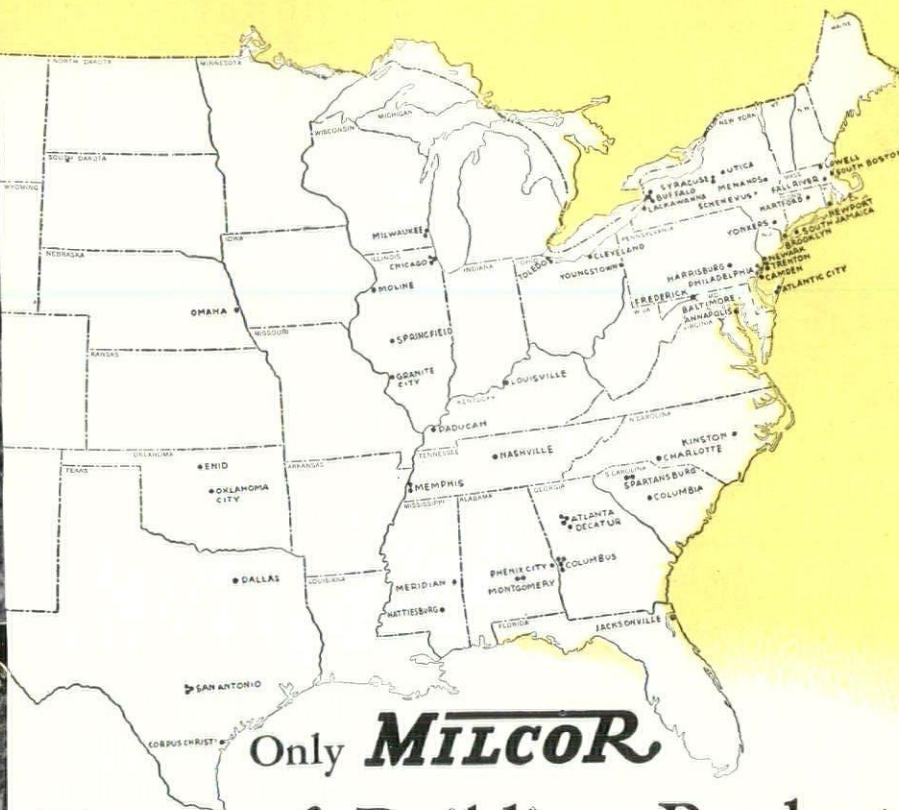 MAINE
NORTH DAKOTA
MINNESOTA
WISCONSIN
MICHIGAN
NEW YORK
VT
N.H.
SOUTH DAKOTA
WYOMING
LOWELL
SOUTH BOSTON
UTICA
SYRACUSE
MENANDS
MASS
FALL RIVER
BUFFALO
LACKAWANNA
SCHENEVUS
HARTFORD
NEWPORT
SOUTH JAMAICA
YONKERS
BROOKLYN
IOWA
MILWAUKEE
PENNSYLVANIA
N.J.
NEBRASKA
ILLINOIS
CHICAGO
INDIANA
OHIO
TOLEDO
CLEVELAND
YOUNGSTOWN
NEWARK
TRENTON
HARRISBURG
PHILADELPHIA
CAMDEN
MOLINE
ATLANTIC CITY
FREDERICK
BALTIMORE
W.VA.
ANNAPOLIS
VIRGINIA
OMAHA
MISSOURI
SPRINGFIELD
KANSAS
GRANITE
CITY
LOUISVILLE
KENTUCKY
PADUCAH
N.CAROLINA
KINSTON
OKLAHOMA
TENNESSEE
NASHVILLE
CHARLOTTE
TEXAS
ENID
ARKANSAS
S.CAROLINA
SPARTANSBURG
OKLAHOMA
CITY
MEMPHIS
MISSISSIPPI
ALABAMA
GEORGIA
COLUMBIA
ATLANTA
DECATUR
DALLAS
LOUISIANA
MERIDIAN
PHENIX CITY
COLUMBUS
MONTGOMERY
HATTIESBURG
FLORIDA
JACKSONVILLE
SAN ANTONIO
CORPUS CHRISTI
Only MILCOR